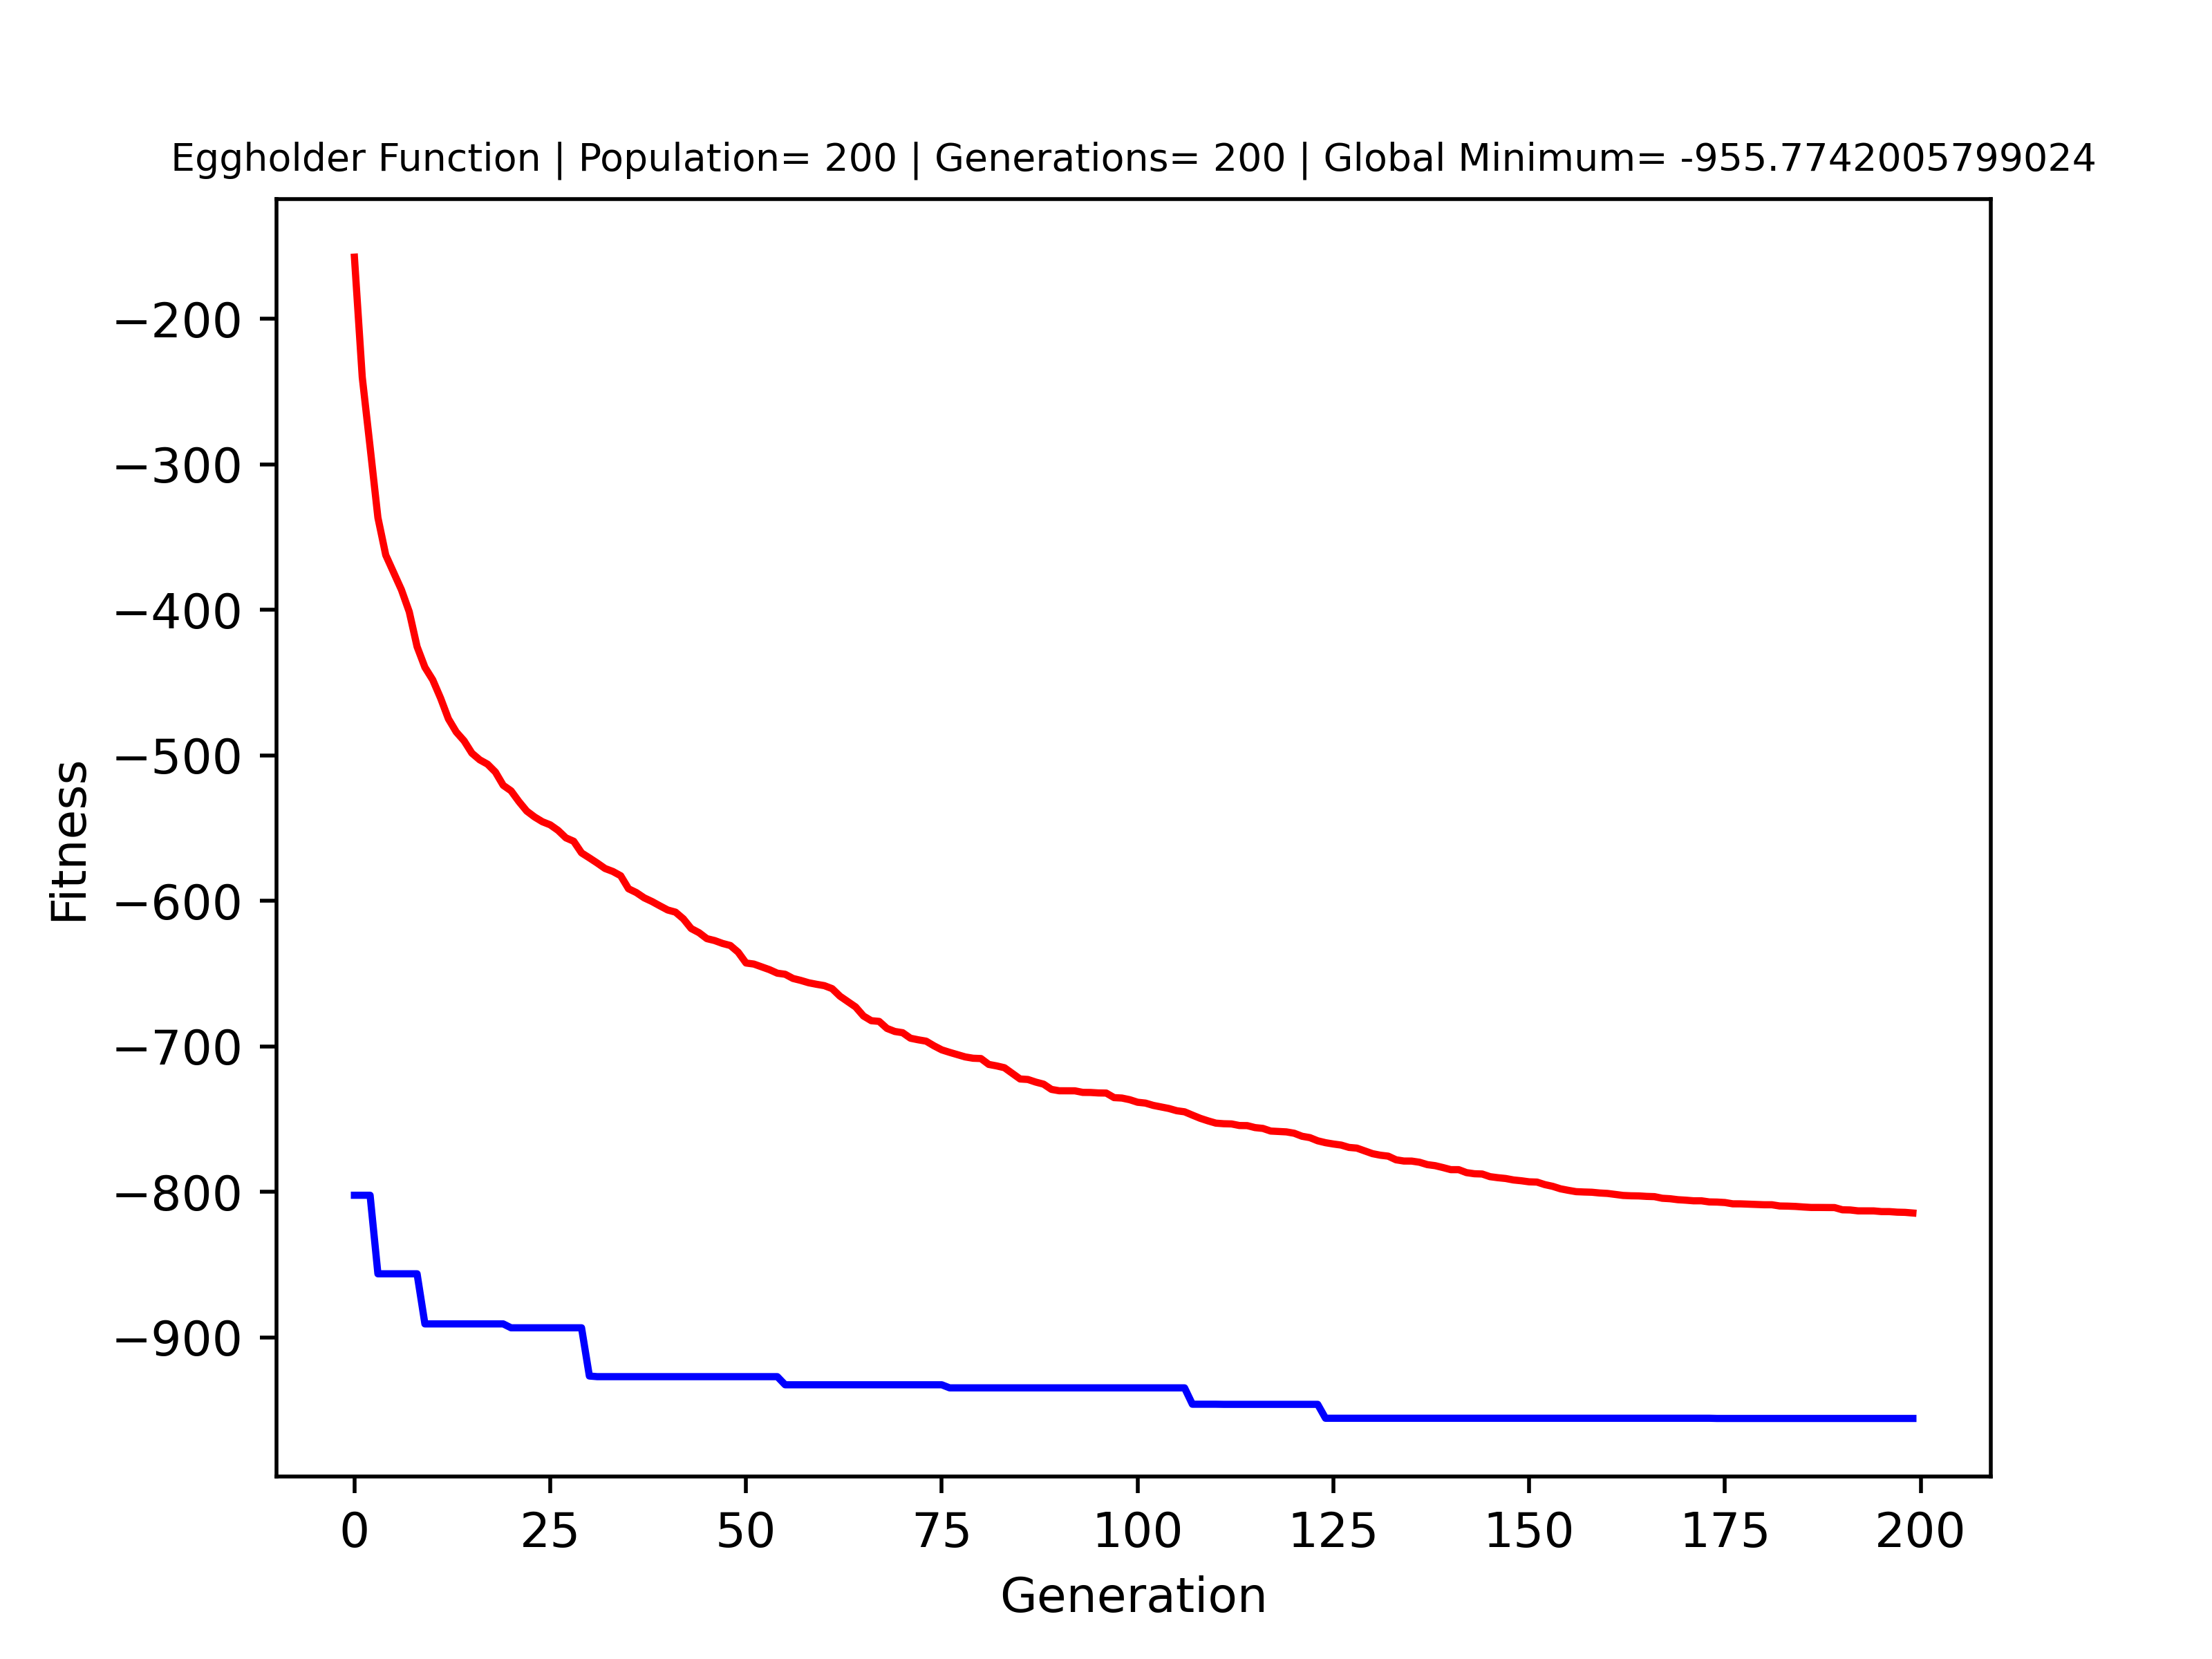 Eggholder Function | Population= 200 | Generations= 200 | Global Minimum= -955.7742005799024
Fitness
−200
−300
−400
−500
−600
−700
−800
−900
0 25 50 75 100 125 150 175 200
Generation